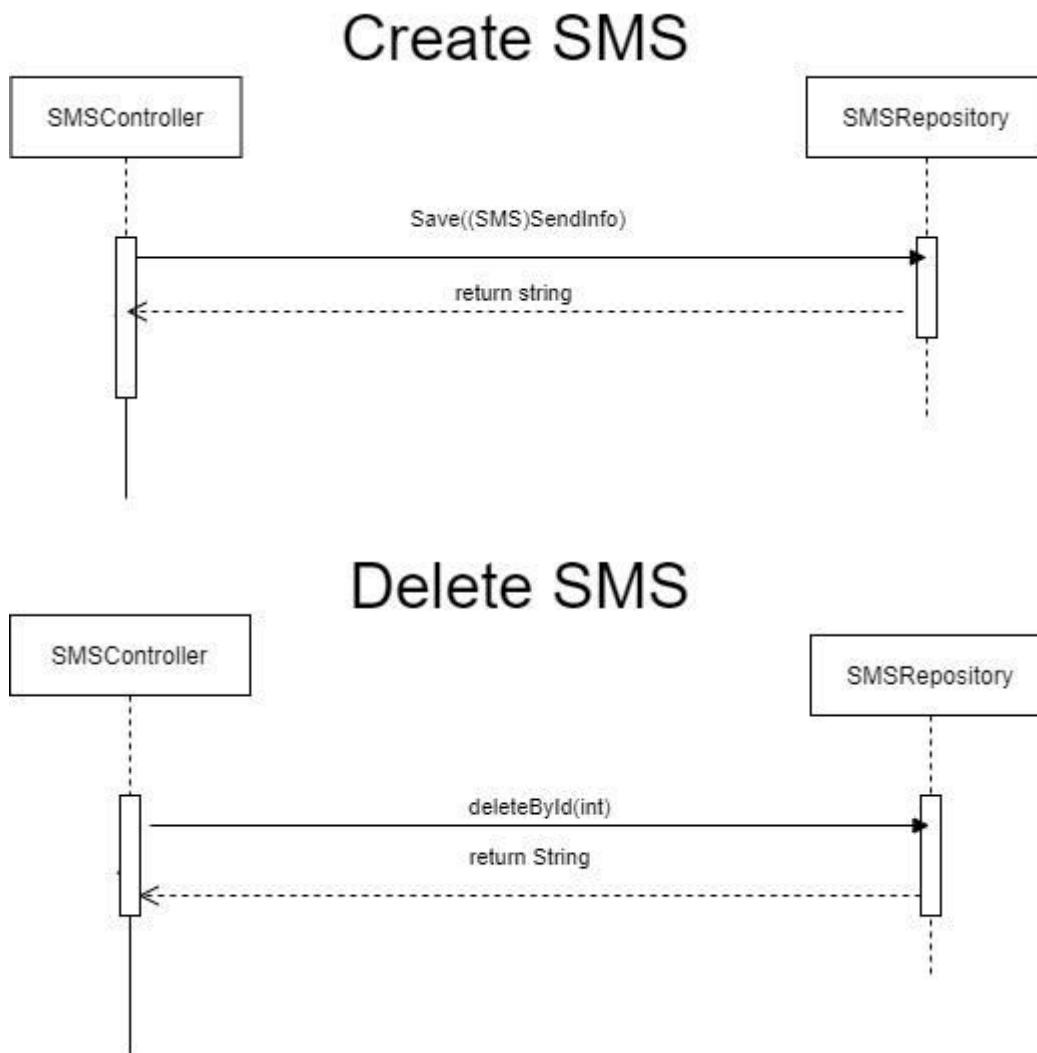 Create SMS
SMSController
SMSRepository
Save((SMS)SendInfo)
return string
Delete SMS
SMSController
SMSRepository
deleteById(int)
return String